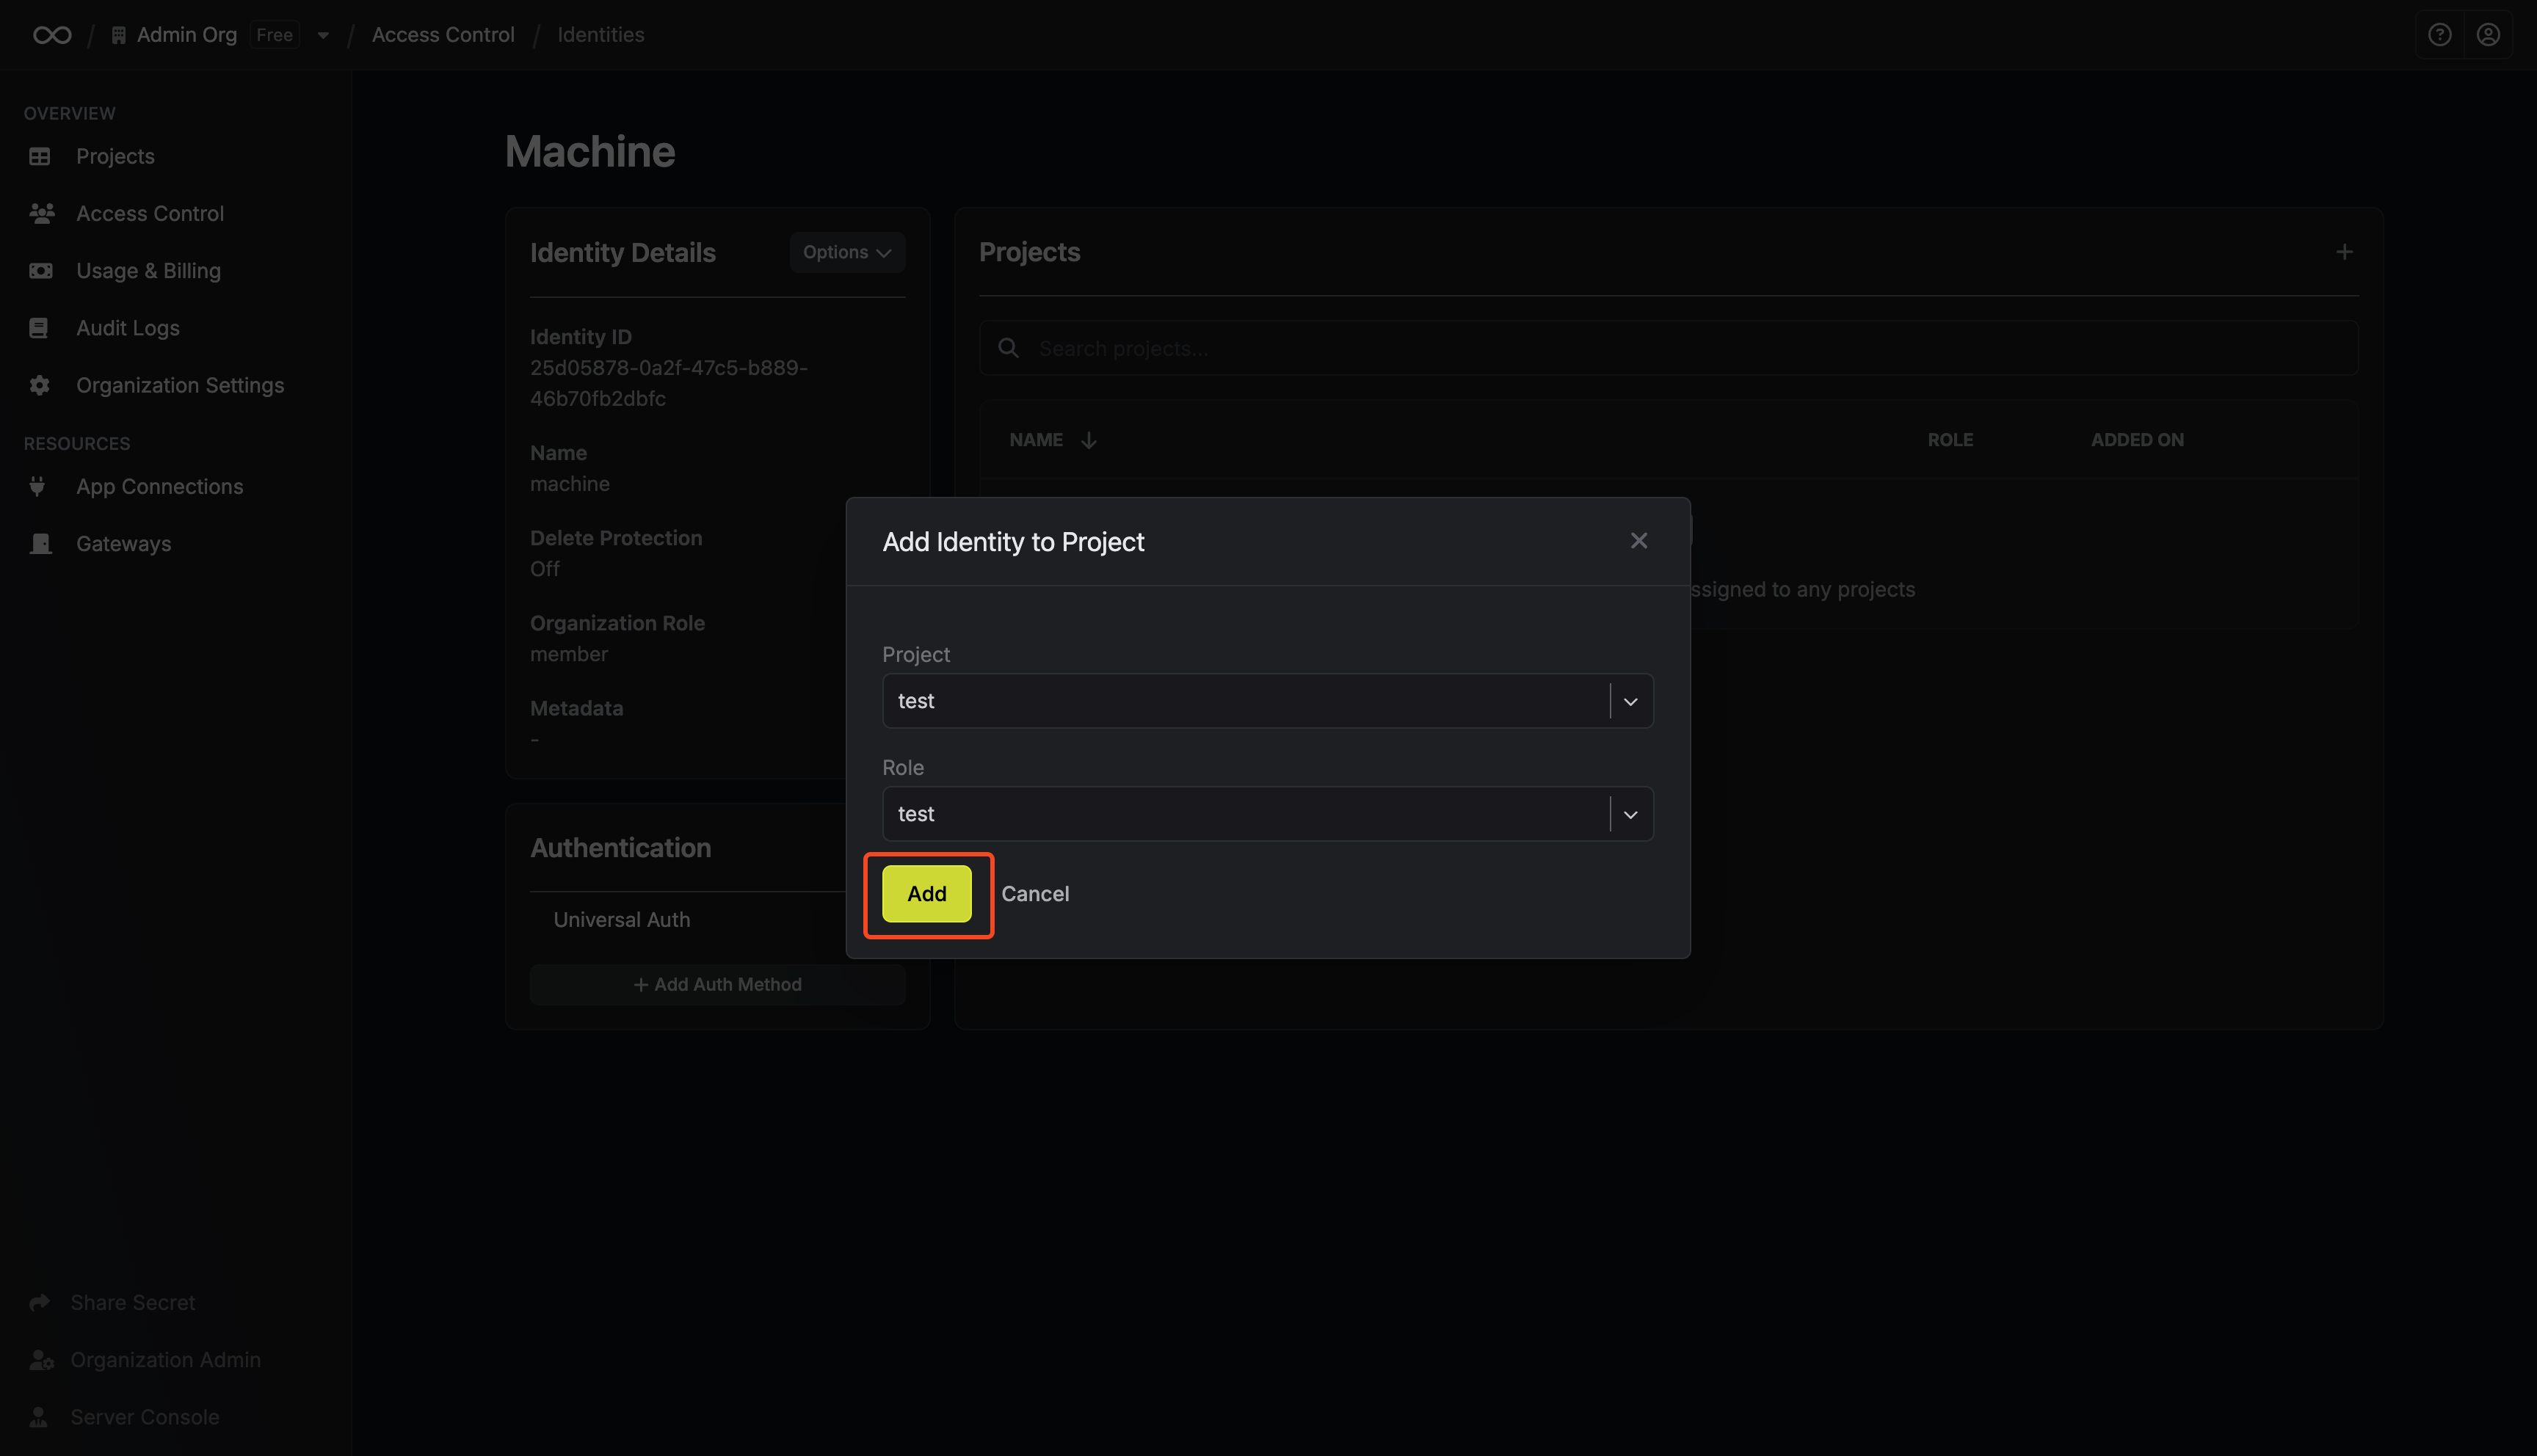 / Admin Org Free / Access Control / Identities
OVERVIEW
Projects
Access Control
Usage & Billing
Audit Logs
Organization Settings
RESOURCES
App Connections
Gateways
Share Secret
Organization Admin
Server Console
Machine
Identity Details
Options
Identity ID
25d05878-0a2f-47c5-b889-
46b70fb2dbfc
Name
machine
Delete Protection
Off
Organization Role
member
Metadata
-
Authentication
Universal Auth
+ Add Auth Method
Projects
Search projects...
NAME ROLE ADDED ON
ssigned to any projects
Add Identity to Project
Project
test
Role
test
Add Cancel